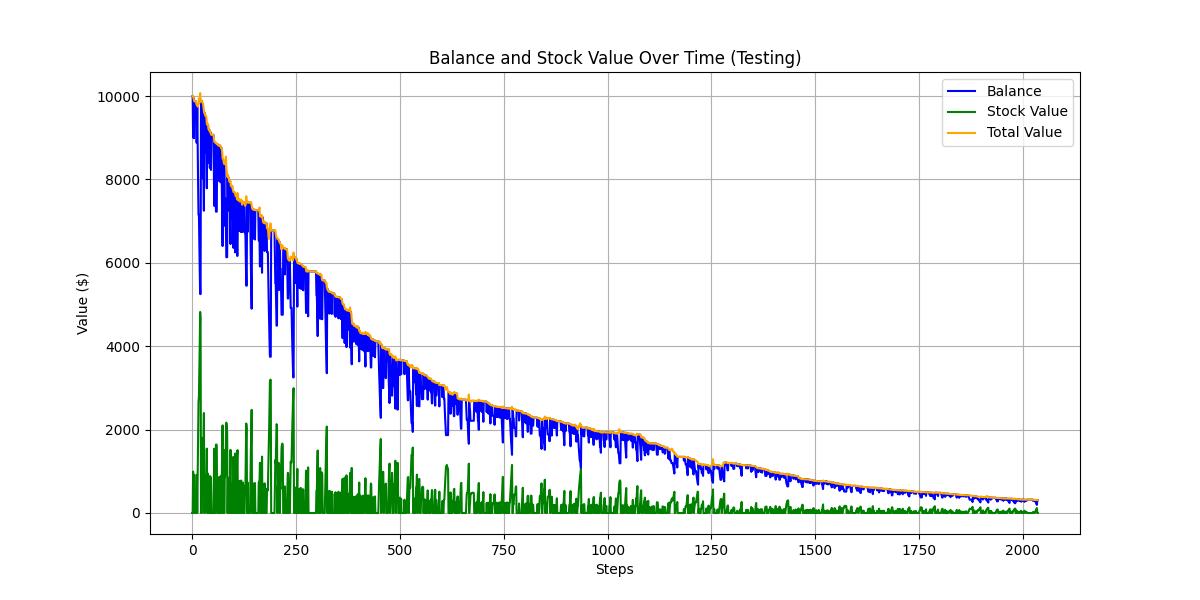 Balance and Stock Value Over Time (Testing)
Balance
Stock Value
Total Value
10000
8000
6000
4000
2000
0
Value ($)
0 250 500 750 1000 1250 1500 1750 2000
Steps